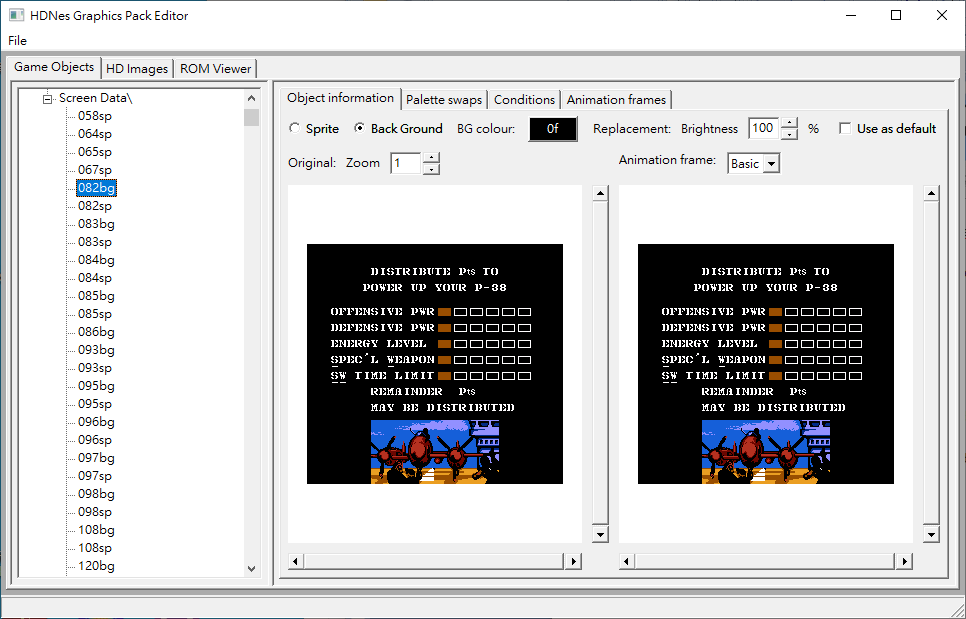 HDNes Graphics Pack Editor
File
Game Objects HD Images ROM Viewer
Screen Data\
058sp
064sp
065sp
067sp
082bg
082sp
083bg
083sp
084bg
084sp
085bg
085sp
086bg
093bg
093sp
095bg
095sp
096bg
096sp
097bg
097sp
098bg
098sp
108bg
108sp
120bg
Object information Palette swaps Conditions Animation frames
Sprite Back Ground BG colour: 0f Replacement: Brightness 100 % Use as default
Original: Zoom 1 Animation frame: Basic
DISTRIBUTE Pts TO
POWER UP YOUR P-38
OFFENSIVE PWR
DEFENSIVE PWR
ENERGY LEVEL
SPEC'L WEAPON
SW TIME LIMIT
REMAINDER Pts
MAY BE DISTRIBUTED
DISTRIBUTE Pts TO
POWER UP YOUR P-38
OFFENSIVE PWR
DEFENSIVE PWR
ENERGY LEVEL
SPEC'L WEAPON
SW TIME LIMIT
REMAINDER Pts
MAY BE DISTRIBUTED